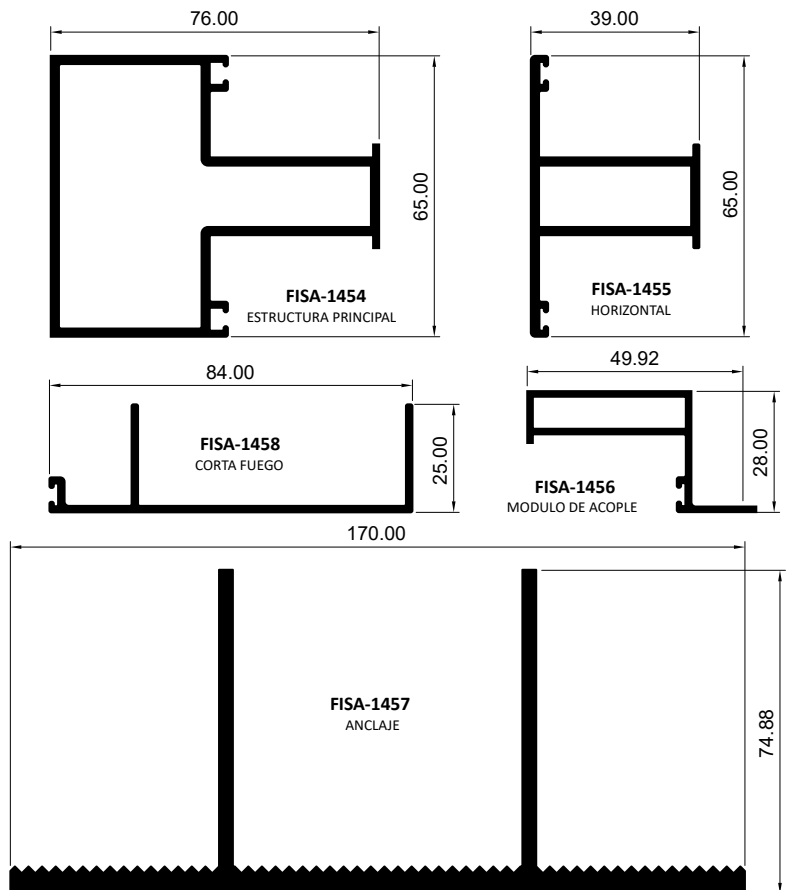 76.00
39.00
65.00
65.00
FISA-1454
ESTRUCTURA PRINCIPAL
FISA-1455
HORIZONTAL
84.00
49.92
FISA-1458
CORTA FUEGO
25.00
FISA-1456
MODULO DE ACOPLE
28.00
170.00
FISA-1457
ANCLAJE
74.88